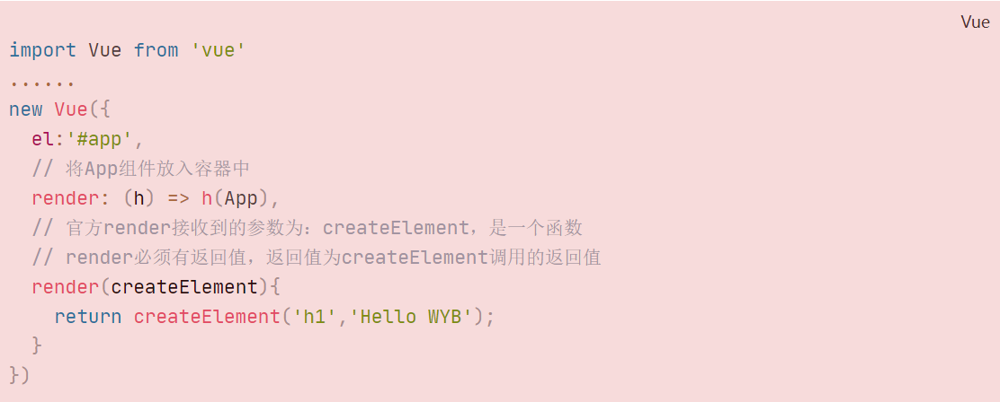 Vue
import Vue from 'vue'
......
new Vue({
  el:'#app',
  // 将App组件放入容器中
  render: (h) => h(App),
  // 官方render接收到的参数为：createElement，是一个函数
  // render必须有返回值，返回值为createElement调用的返回值
  render(createElement){
    return createElement('h1','Hello WYB');
  }
})